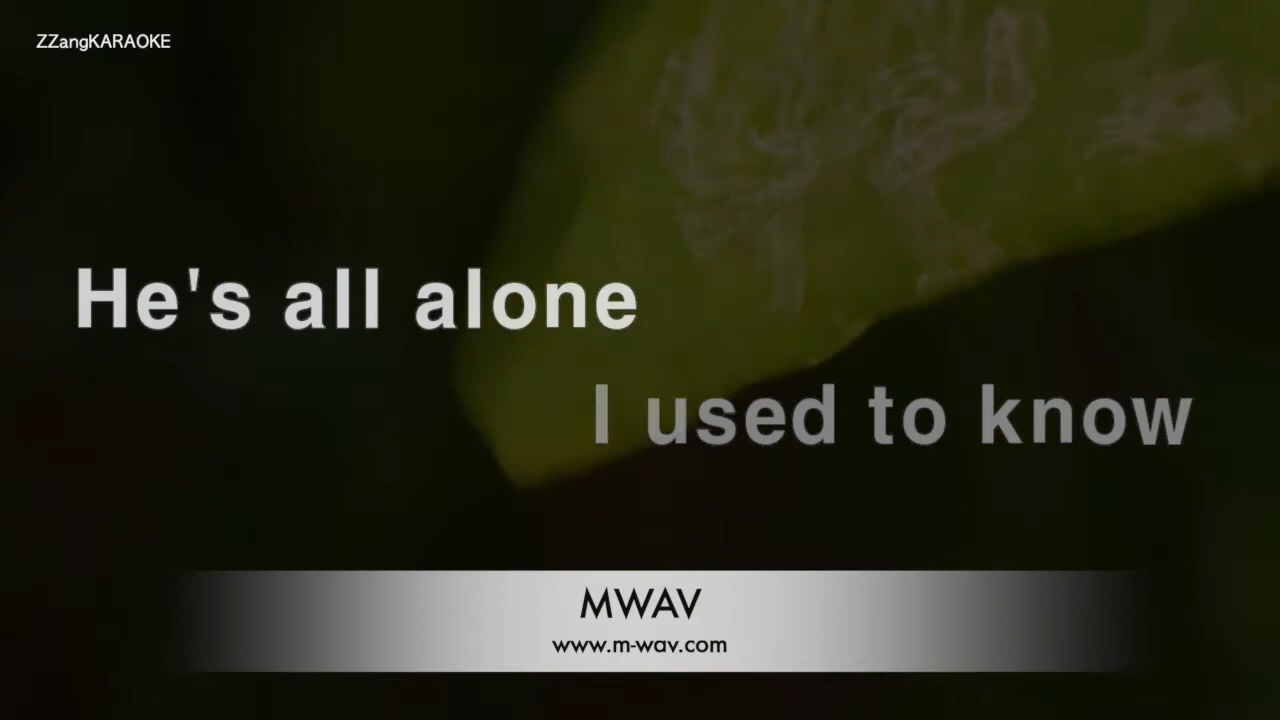 ZZangKARAOKE
He's all alone
I used to know
MWAV
www.m-wav.com